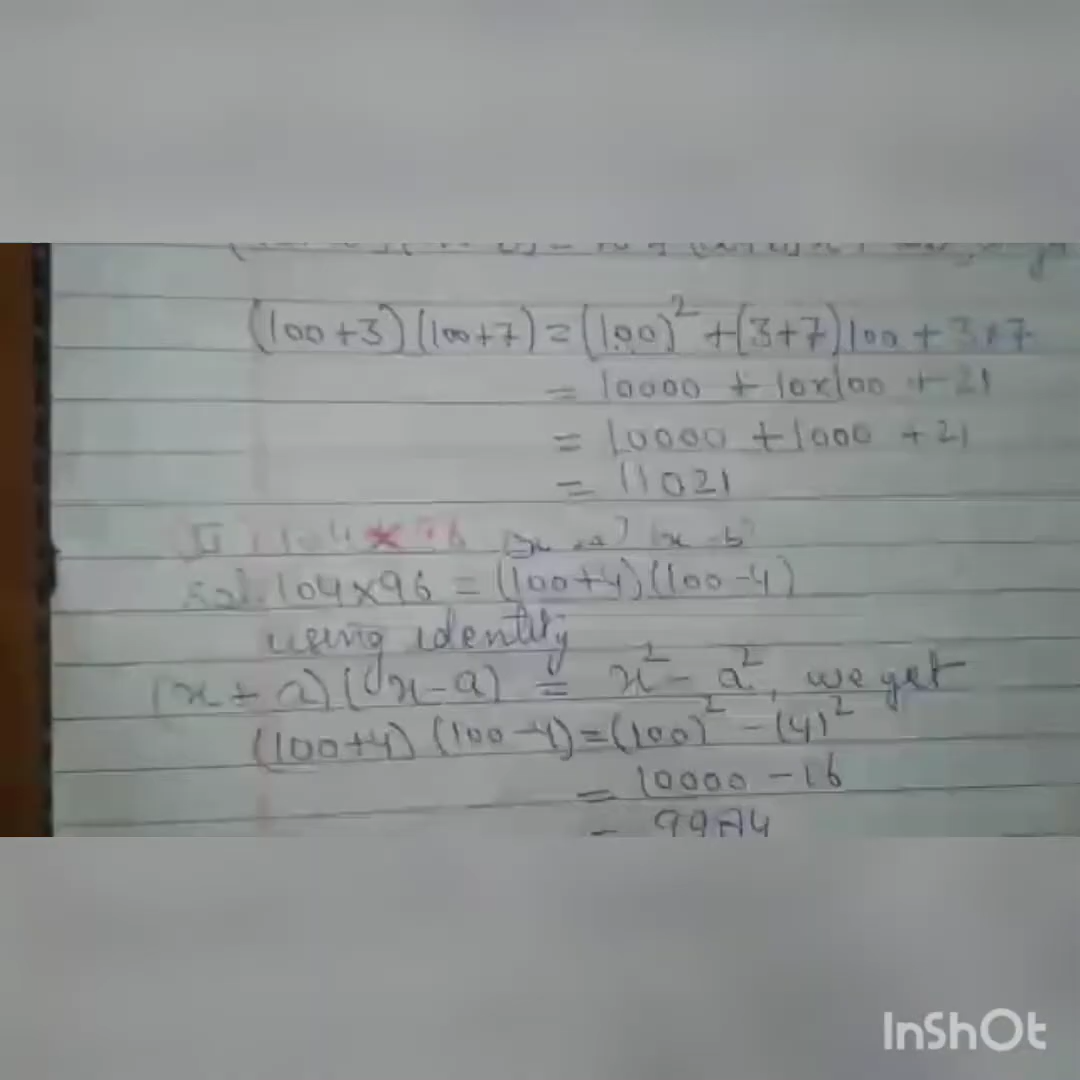 (100+3)(100+7)=(100)²+(3+7)100+3×7
= 10000 + 10×100 + 21
= 10000 + 1000 + 21
= 11021
104 × 96
Sol. 104×96 = (100+4)(100-4)
using identity
(x+a)(x-a) = x² - a², we get
(100+4)(100-4)=(100)² - (4)²
= 10000 - 16
=
InShOt